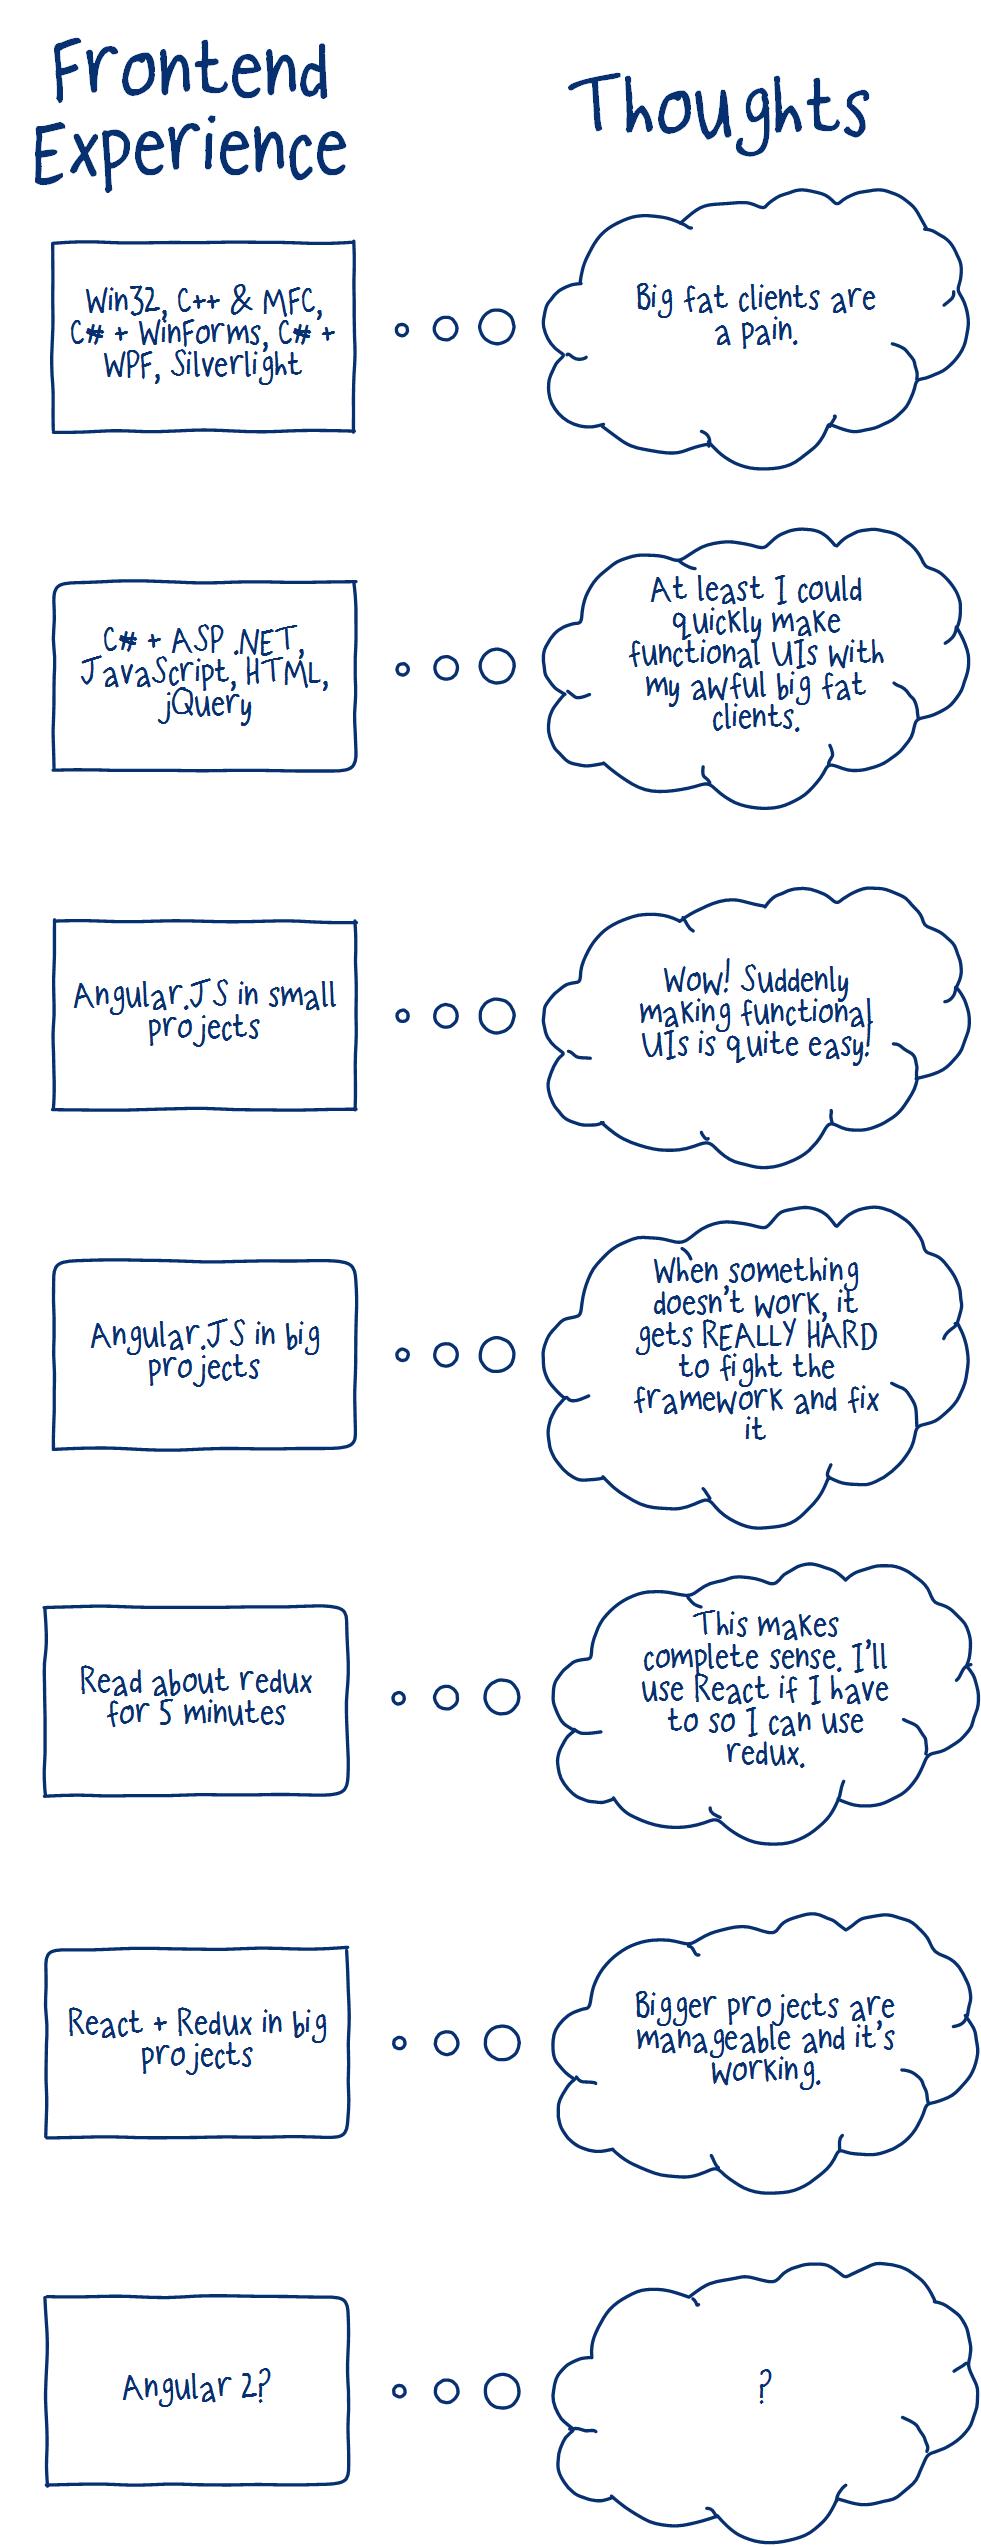 Frontend
Experience
Thoughts
Win32, C++ & MFC,
C# + WinForms, C# +
WPF, Silverlight
Big fat clients are
a pain.
C# + ASP .NET,
JavaScript, HTML,
jQuery
At least I could
quickly make
functional UIs with
my awful big fat
clients.
Angular.JS in small
projects
Wow! Suddenly
making functional
UIs is quite easy!
Angular.JS in big
projects
When something
doesn't work, it
gets REALLY HARD
to fight the
framework and fix
it
Read about redux
for 5 minutes
This makes
complete sense. I'll
use React if I have
to so I can use
redux.
React + Redux in big
projects
Bigger projects are
manageable and it's
working.
Angular 2?
?